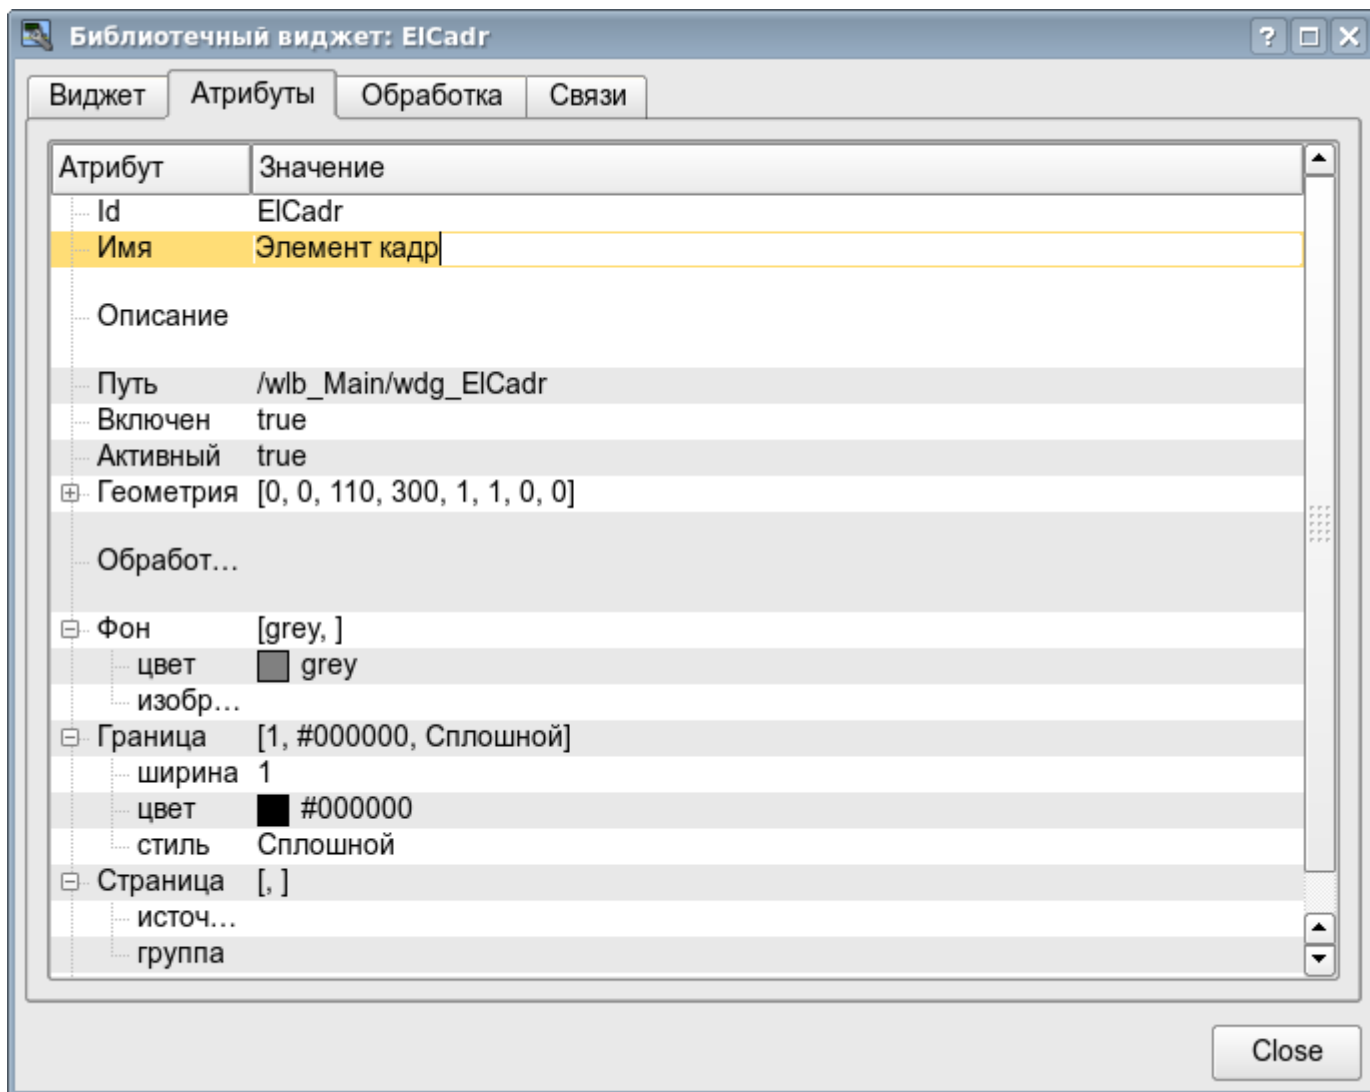 Библиотечный виджет: ElCadr
Виджет Атрибуты Обработка Связи
Атрибут Значение
Id ElCadr
Имя Элемент кадр
Описание
Путь /wlb_Main/wdg_ElCadr
Включен true
Активный true
Геометрия [0, 0, 110, 300, 1, 1, 0, 0]
Обработ...
Фон [grey, ]
цвет grey
изобр...
Граница [1, #000000, Сплошной]
ширина 1
цвет #000000
стиль Сплошной
Страница [, ]
источ...
группа
Close